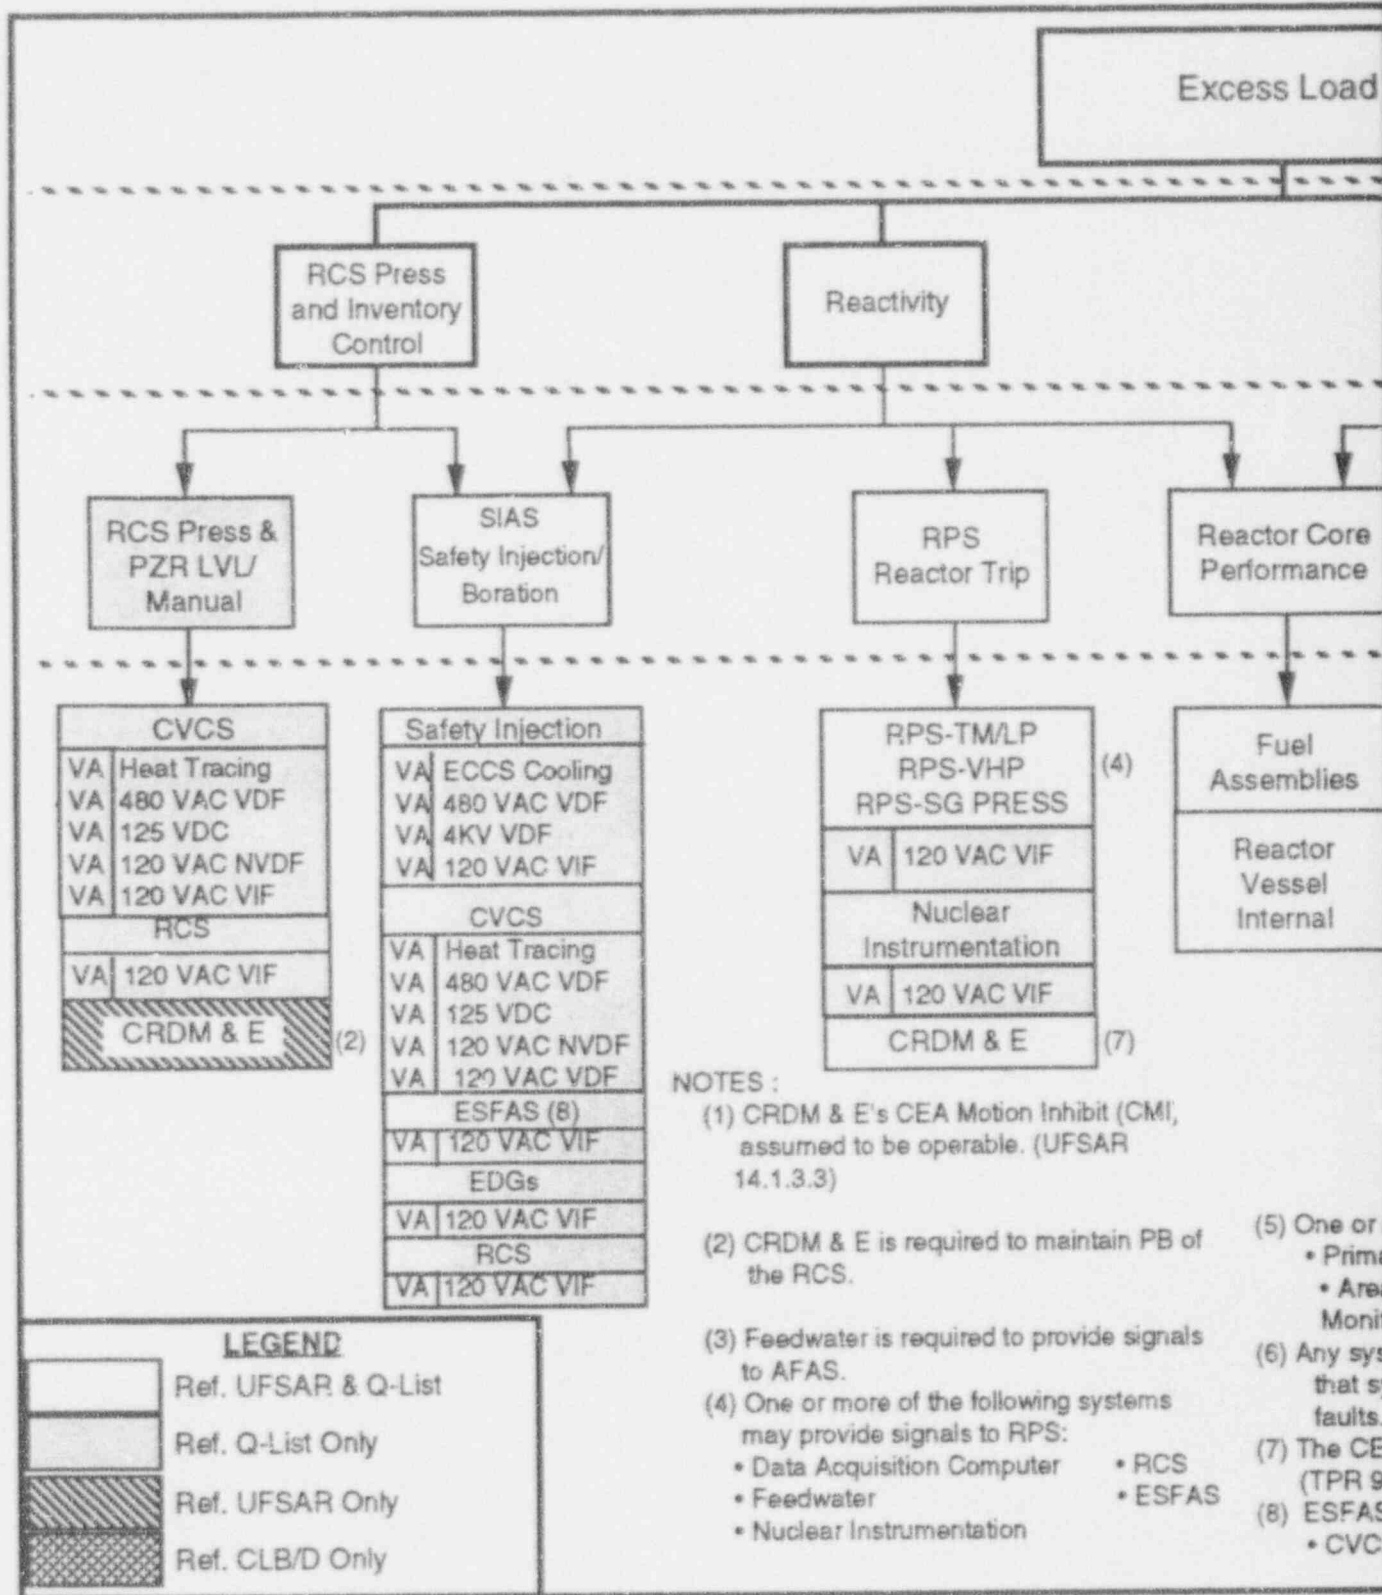 Excess Load
RCS Press
and Inventory
Control
Reactivity
RCS Press &
PZR LVL/
Manual
SIAS
Safety Injection/
Boration
RPS
Reactor Trip
Reactor Core
Performance
CVCS
VA Heat Tracing
VA 480 VAC VDF
VA 125 VDC
VA 120 VAC NVDF
VA 120 VAC VIF
RCS
VA 120 VAC VIF
CRDM & E (2)
Safety Injection
VA ECCS Cooling
VA 480 VAC VDF
VA 4KV VDF
VA 120 VAC VIF
CVCS
VA Heat Tracing
VA 480 VAC VDF
VA 125 VDC
VA 120 VAC NVDF
VA 120 VAC VDF
ESFAS (8)
VA 120 VAC VIF
EDGs
VA 120 VAC VIF
RCS
VA 120 VAC VIF
RPS-TM/LP
RPS-VHP (4)
RPS-SG PRESS
VA 120 VAC VIF
Nuclear
Instrumentation
VA 120 VAC VIF
CRDM & E (7)
Fuel
Assemblies
Reactor
Vessel
Internal
NOTES :
(1) CRDM & E's CEA Motion Inhibit (CMI,
assumed to be operable. (UFSAR
14.1.3.3)
(2) CRDM & E is required to maintain PB of
the RCS.
(3) Feedwater is required to provide signals
to AFAS.
(4) One or more of the following systems
may provide signals to RPS:
• Data Acquisition Computer • RCS
• Feedwater • ESFAS
• Nuclear Instrumentation
(5) One or
• Prima
• Area
Monit
(6) Any sys
that sy
faults.
(7) The CE
(TPR 9
(8) ESFAS
• CVC
LEGEND
Ref. UFSAR & Q-List
Ref. Q-List Only
Ref. UFSAR Only
Ref. CLB/D Only